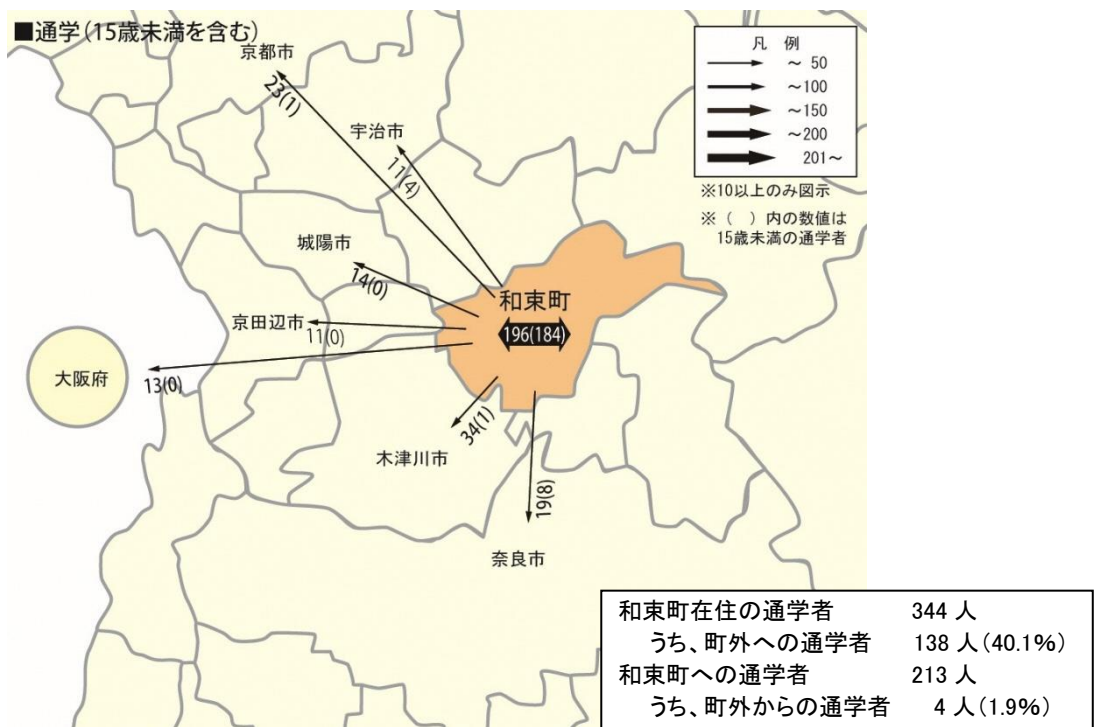 ■通学(15歳未満を含む)
京都市
23(1)
宇治市
11(4)
城陽市
14(0)
京田辺市
11(0)
大阪府
13(0)
和束町
196(184)
木津川市
34(1)
19(8)
奈良市
凡 例
~ 50
~100
~150
~200
201~
※10以上のみ図示
※( )内の数値は
15歳未満の通学者
和束町在住の通学者 344 人
うち、町外への通学者 138 人(40.1%)
和束町への通学者 213 人
うち、町外からの通学者 4 人(1.9%)